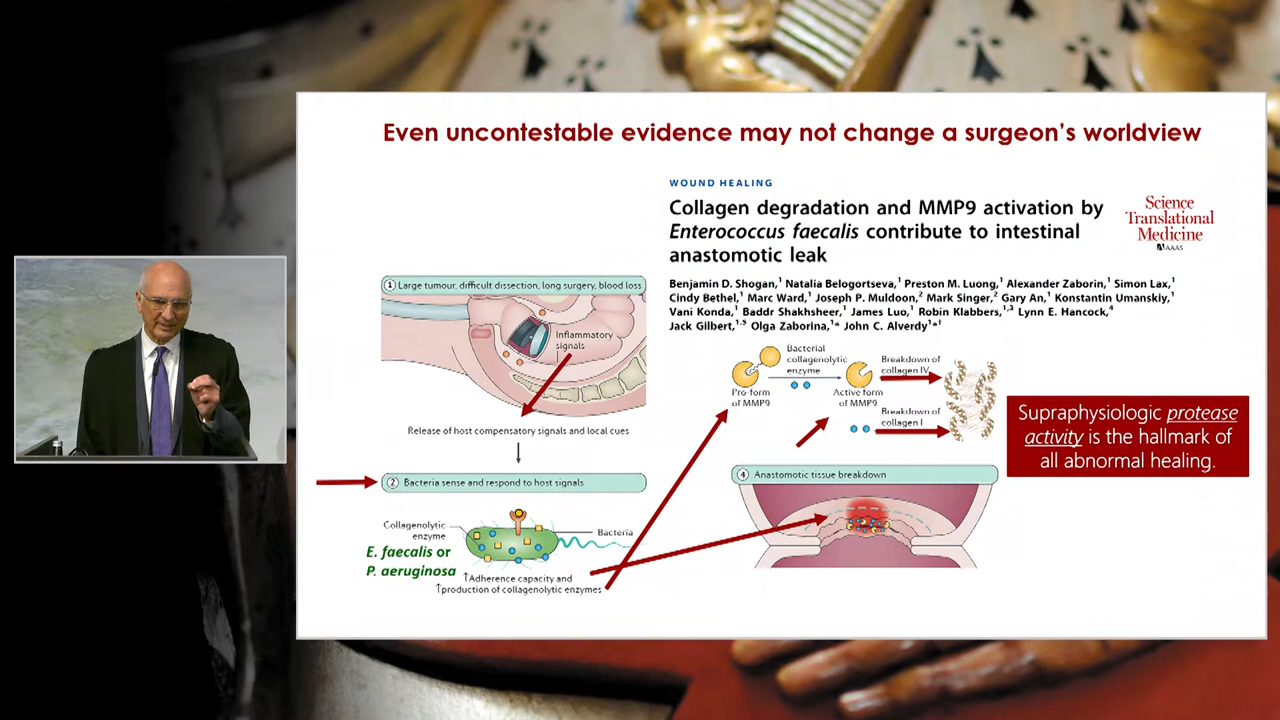 Even uncontestable evidence may not change a surgeon's worldview
WOUND HEALING
Collagen degradation and MMP9 activation by
Enterococcus faecalis contribute to intestinal
anastomotic leak
Science
Translational
Medicine
AAAS
Benjamin D. Shogan,¹ Natalia Belogortseva,¹ Preston M. Luong,¹ Alexander Zaborin,¹ Simon Lax,¹
Cindy Bethel,¹ Marc Ward,¹ Joseph P. Muldoon,² Mark Singer,² Gary An,¹ Konstantin Umanskiy,¹
Vani Konda,¹ Baddr Shakhsheer,¹ James Luo,¹ Robin Klabbers,¹,³ Lynn E. Hancock,⁴
Jack Gilbert,¹,⁵ Olga Zaborina,¹* John C. Alverdy¹*†
1 Large tumour, difficult dissection, long surgery, blood loss
Inflammatory
signals
Release of host compensatory signals and local cues
2 Bacteria sense and respond to host signals
Collagenolytic
enzyme
Bacteria
E. faecalis or
P. aeruginosa
↑Adherence capacity and
↑production of collagenolytic enzymes
Bacterial
collagenolytic
enzyme
Pro-form
of MMP9
Active form
of MMP9
Breakdown of
collagen IV
Breakdown of
collagen I
4 Anastomotic tissue breakdown
Supraphysiologic protease
activity is the hallmark of
all abnormal healing.